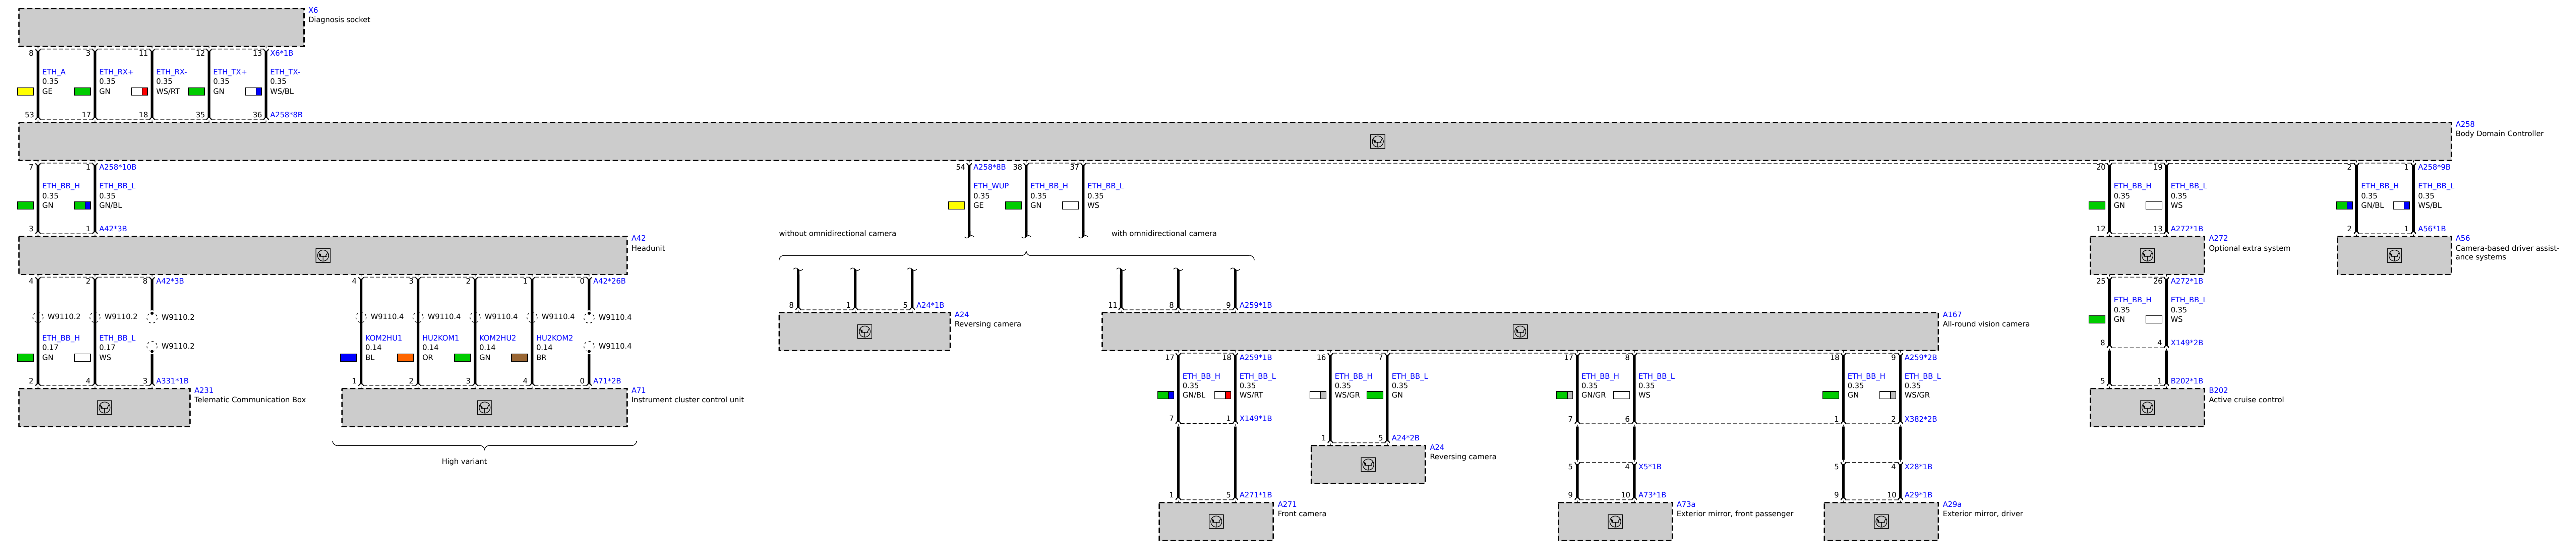 X6
Diagnosis socket
8 3 11 12 13 X6*1B
ETH_A ETH_RX+ ETH_RX- ETH_TX+ ETH_TX-
0.35 0.35 0.35 0.35 0.35
GE GN WS/RT GN WS/BL
53 17 18 35 36 A258*8B
A258
Body Domain Controller
7 1 A258*10B 54 A258*8B 38 37 20 19 2 1 A258*9B
ETH_BB_H ETH_BB_L ETH_WUP ETH_BB_H ETH_BB_L ETH_BB_H ETH_BB_L ETH_BB_H ETH_BB_L
0.35 0.35 0.35 0.35 0.35 0.35 0.35 0.35 0.35
GN GN/BL GE GN WS GN WS GN/BL WS/BL
3 1 A42*3B 12 13 A272*1B 2 1 A56*1B
without omnidirectional camera with omnidirectional camera
A42
Headunit
A272
Optional extra system
A56
Camera-based driver assist-
ance systems
4 2 8 A42*3B 4 3 2 1 0 A42*26B 25 26 A272*1B
ETH_BB_H ETH_BB_L
0.35 0.35
GN WS
8 4 X149*2B
8 1 5 A24*1B 11 8 9 A259*1B
W9110.2 W9110.2 W9110.2 W9110.4 W9110.4 W9110.4 W9110.4 W9110.4
A24
Reversing camera
A167
All-round vision camera
W9110.2 W9110.4
ETH_BB_H ETH_BB_L KOM2HU1 HU2KOM1 KOM2HU2 HU2KOM2
0.17 0.17 0.14 0.14 0.14 0.14
GN WS BL OR GN BR
2 4 3 A331*1B 1 2 3 4 0 A71*2B 5 1 B202*1B
A231
Telematic Communication Box
A71
Instrument cluster control unit
B202
Active cruise control
High variant
17 18 A259*1B 16 7 17 8 18 9 A259*2B
ETH_BB_H ETH_BB_L ETH_BB_H ETH_BB_L ETH_BB_H ETH_BB_L ETH_BB_H ETH_BB_L
0.35 0.35 0.35 0.35 0.35 0.35 0.35 0.35
GN/BL WS/RT WS/GR GN GN/GR WS GN WS/GR
7 1 X149*1B 7 6 1 2 X382*2B
1 5 A24*2B
A24
Reversing camera
5 4 X5*1B 5 4 X28*1B
1 5 A271*1B 9 10 A73*1B 9 10 A29*1B
A271
Front camera
A73a
Exterior mirror, front passenger
A29a
Exterior mirror, driver